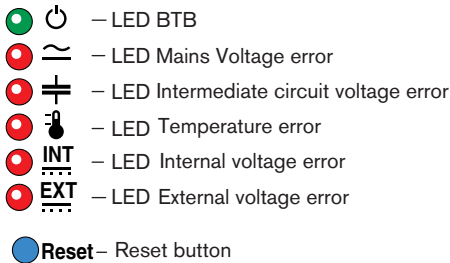 – LED BTB
– LED Mains Voltage error
– LED Intermediate circuit voltage error
– LED Temperature error
INT – LED Internal voltage error
EXT – LED External voltage error
Reset – Reset button